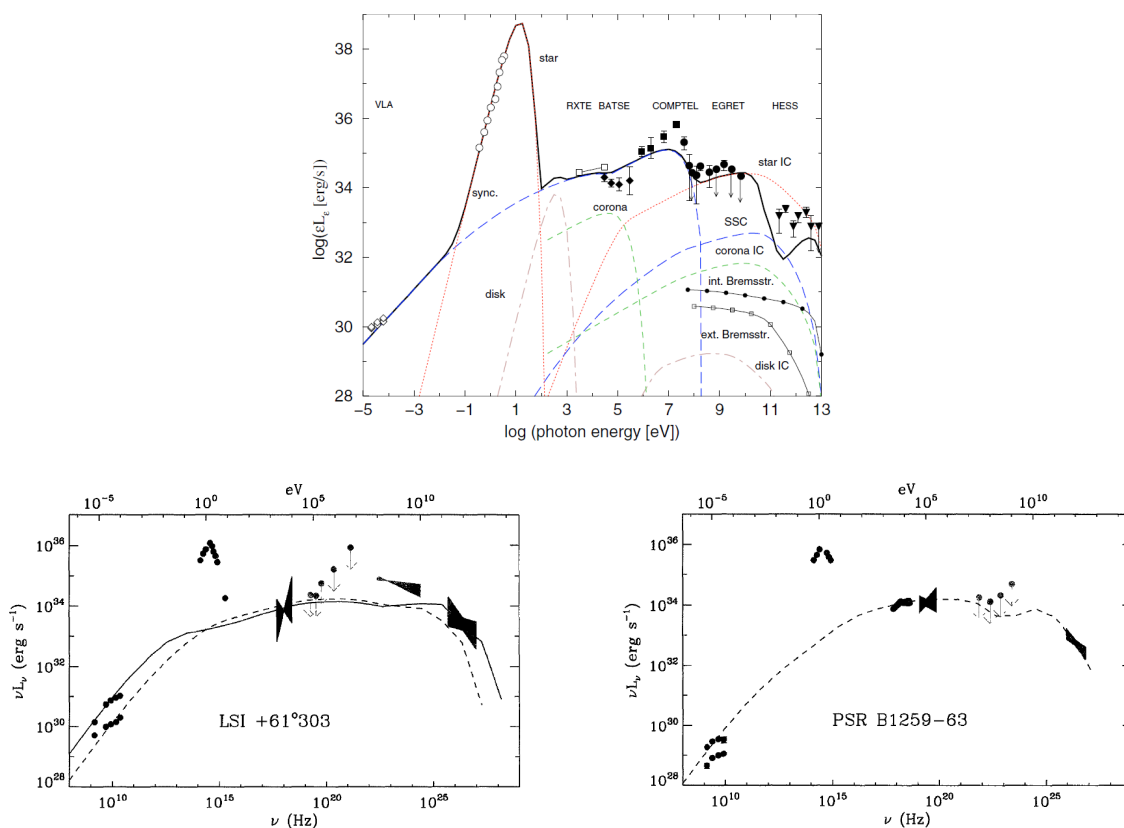 38
36
34
32
30
28
log(εL_ε [erg/s])
star
VLA
RXTE BATSE COMPTEL EGRET HESS
star IC
sync.
corona
SSC
corona IC
disk
int. Bremsstr.
ext. Bremsstr.
disk IC
−5 −3 −1 1 3 5 7 9 11 13
log (photon energy [eV])
eV
10^-5 10^0 10^5 10^10
10^36
10^34
10^32
10^30
10^28
νL_ν (erg s^-1)
LSI +61°303
10^10 10^15 10^20 10^25
ν (Hz)
eV
10^-5 10^0 10^6 10^10
10^36
10^34
10^32
10^30
10^28
νL_ν (erg s^-1)
PSR B1259−63
10^10 10^15 10^20 10^25
ν (Hz)